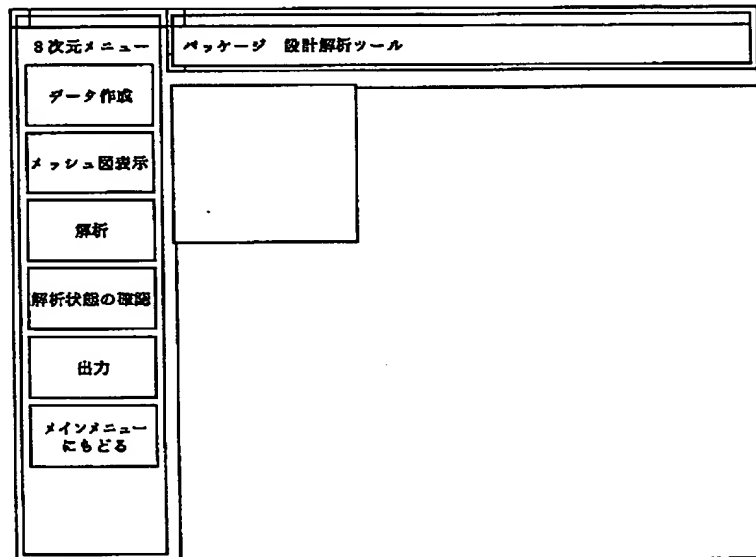 3次元メニュー
パッケージ 設計解析ツール
データ作成
メッシュ図表示
解析
解析状態の確認
出力
メインメニュー
にもどる